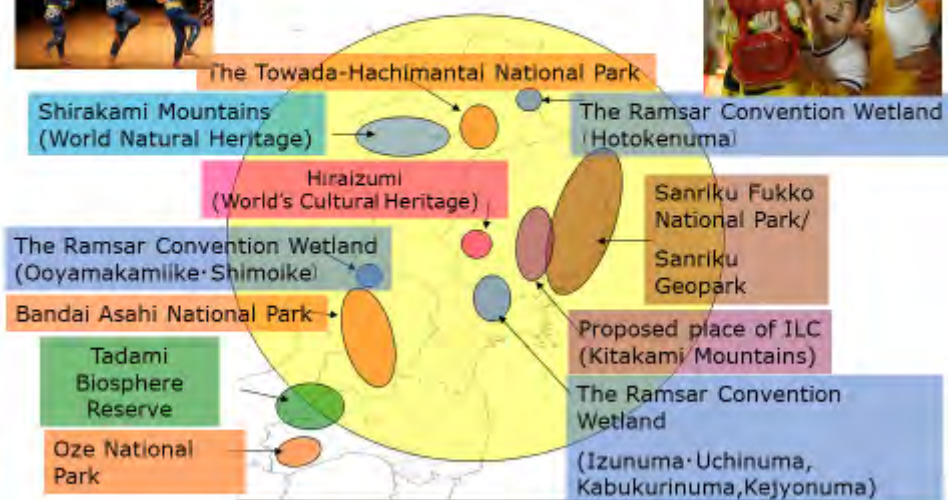 The Towada-Hachimantai National Park
Shirakami Mountains
(World Natural Heritage)
The Ramsar Convention Wetland
(Hotokenuma)
Hiraizumi
(World's Cultural Heritage)
Sanriku Fukko
National Park/
Sanriku
Geopark
The Ramsar Convention Wetland
(Ooyamakamiike･Shimoike)
Bandai Asahi National Park
Proposed place of ILC
(Kitakami Mountains)
Tadami
Biosphere
Reserve
The Ramsar Convention
Wetland
(Izunuma･Uchinuma,
Kabukurinuma,Kejyonuma)
Oze National
Park